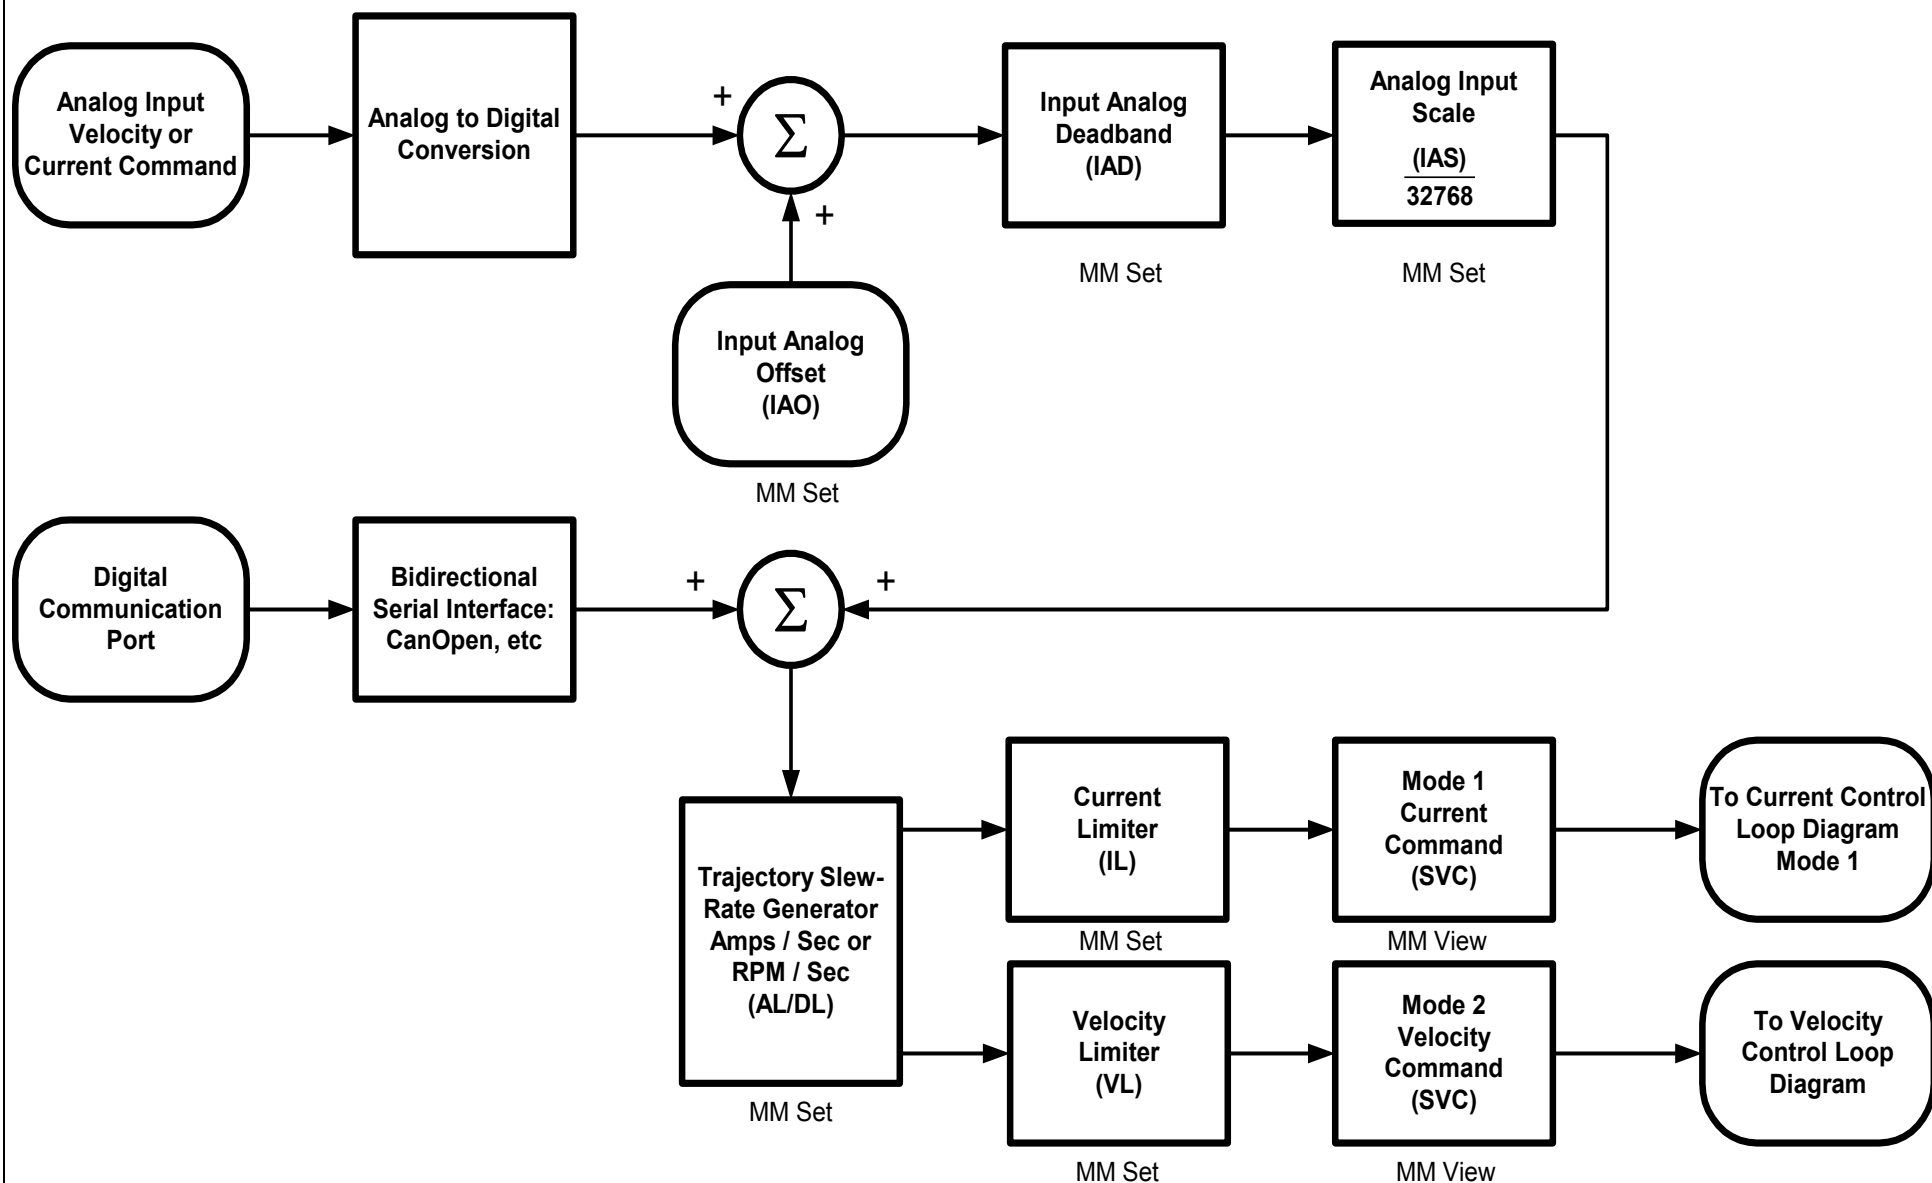 Analog Input
Velocity or
Current Command
Analog to Digital
Conversion
+
Σ
+
Input Analog
Offset
(IAO)
MM Set
Input Analog
Deadband
(IAD)
MM Set
Analog Input
Scale
(IAS)
32768
MM Set
Digital
Communication
Port
Bidirectional
Serial Interface:
CanOpen, etc
+
Σ
+
Trajectory Slew-
Rate Generator
Amps / Sec or
RPM / Sec
(AL/DL)
MM Set
Current
Limiter
(IL)
MM Set
Mode 1
Current
Command
(SVC)
MM View
To Current Control
Loop Diagram
Mode 1
Velocity
Limiter
(VL)
MM Set
Mode 2
Velocity
Command
(SVC)
MM View
To Velocity
Control Loop
Diagram